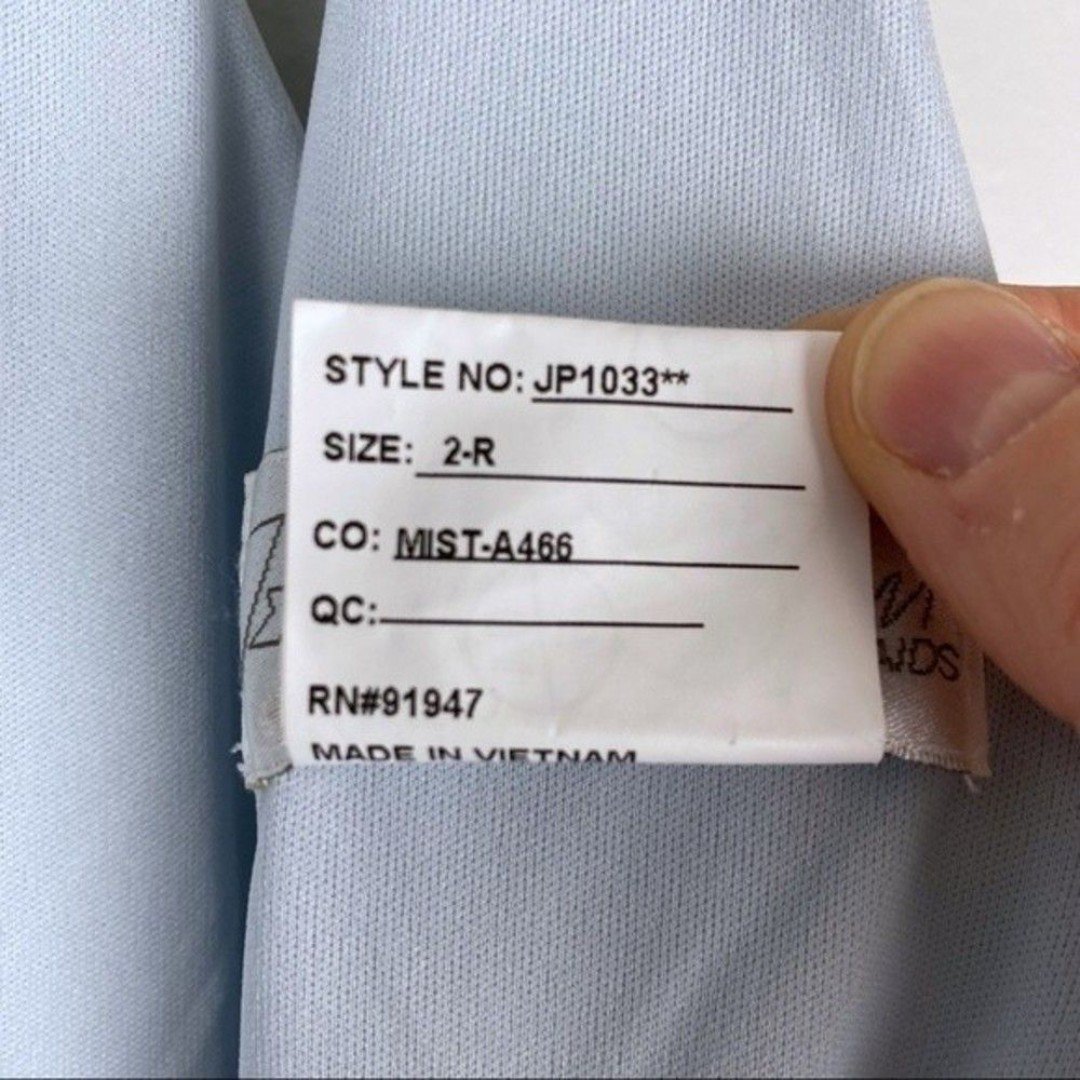 STYLE NO: JP1033**
SIZE: 2-R
CO: MIST-A466
QC:
RN#91947
MADE IN VIETNAM